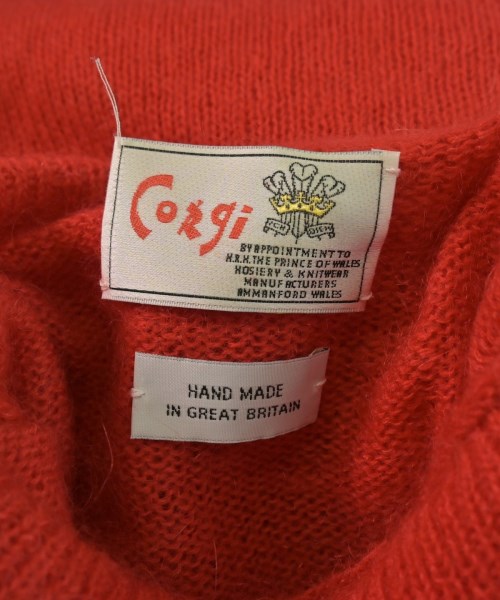 Corgi
ICH DIEN
BY APPOINTMENT TO
H.R.H. THE PRINCE OF WALES
HOSIERY & KNITWEAR
MANUFACTURERS
AMMANFORD WALES
HAND MADE
IN GREAT BRITAIN